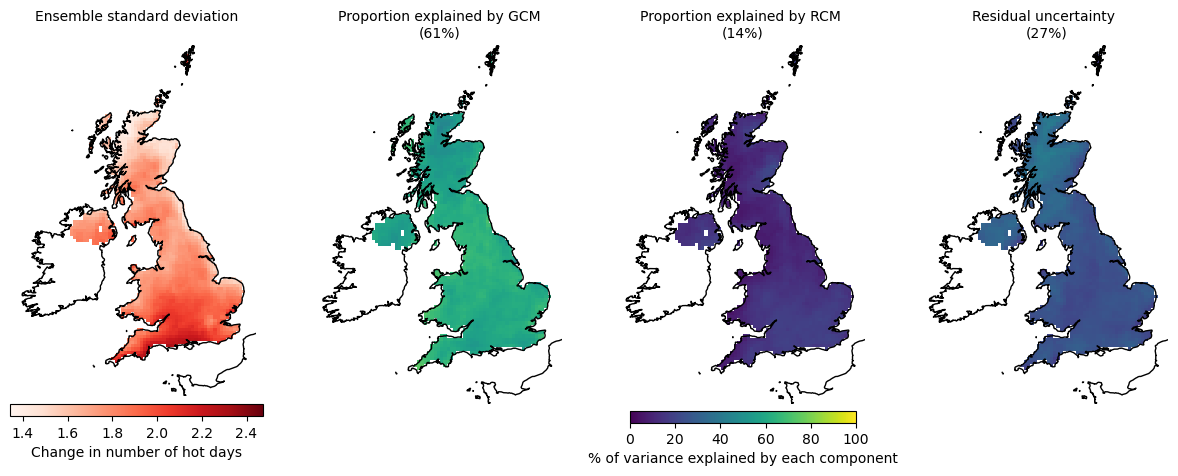 Ensemble standard deviation
Proportion explained by GCM
(61%)
Proportion explained by RCM
(14%)
Residual uncertainty
(27%)
1.4 1.6 1.8 2.0 2.2 2.4
Change in number of hot days
0 20 40 60 80 100
% of variance explained by each component